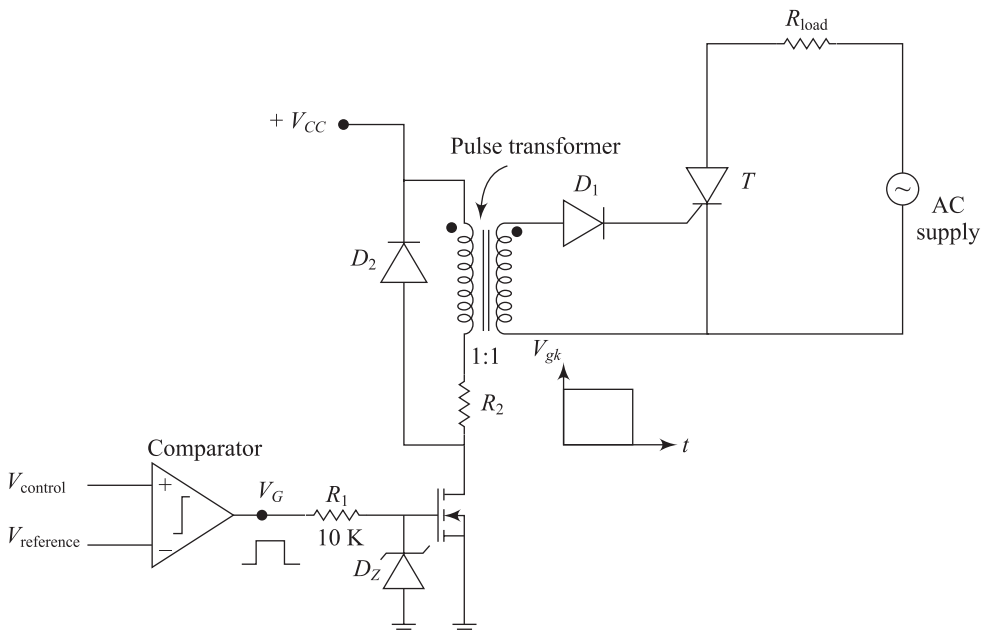 R_load
+ V_CC
Pulse transformer
D_1
T
~
AC
supply
D_2
1:1
V_gk
R_2
t
Comparator
V_control
+
V_G
R_1
V_reference
−
10 K
D_Z